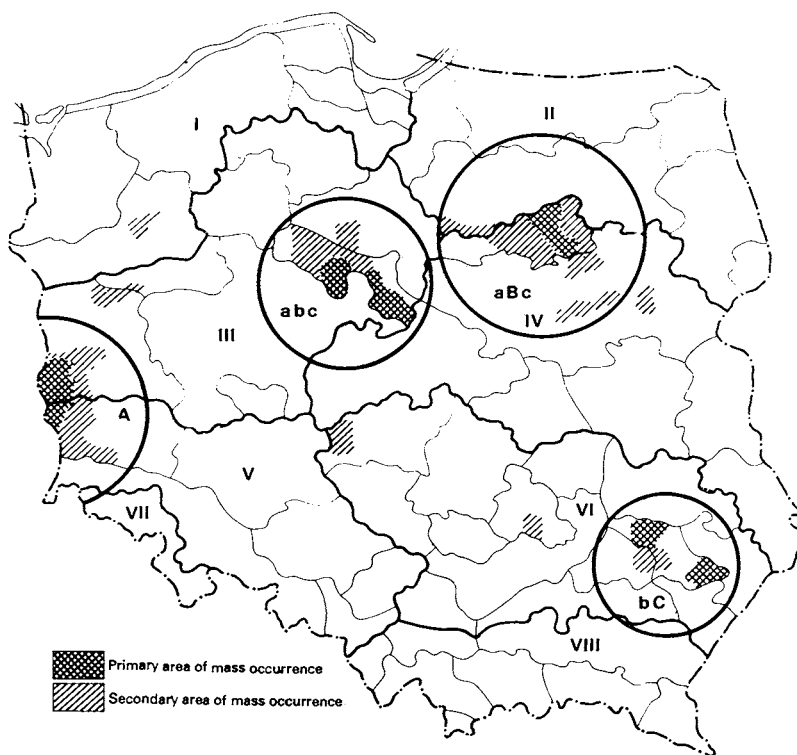 I
II
abc
aBc
IV
III
A
V
VI
VII
bC
VIII
Primary area of mass occurrence
Secondary area of mass occurrence